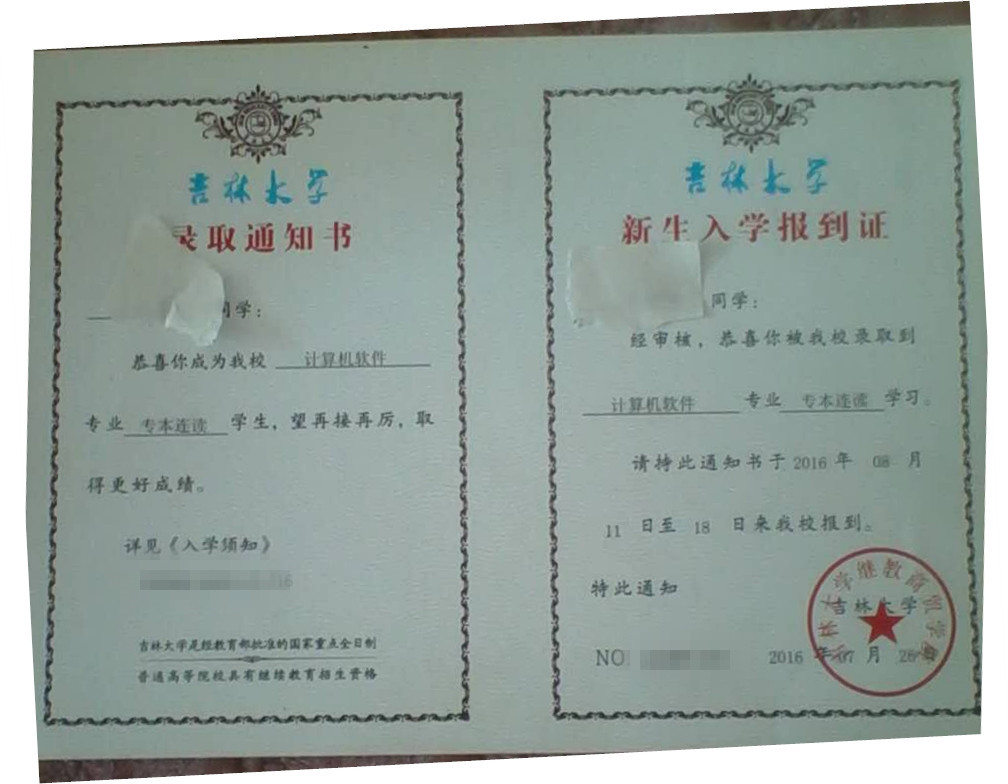 吉林大学
录取通知书
同学：
恭喜你成为我校 计算机软件
专业 专本连读 学生，望再接再厉，取
得更好成绩。
详见《入学须知》
吉林大学是经教育部批准的国家重点全日制
普通高等院校具有继续教育招生资格
吉林大学
新生入学报到证
同学：
经审核，恭喜你被我校录取到
计算机软件 专业 专本连读 学习。
请持此通知书于 2016 年 08 月
11 日至 18 日来我校报到。
特此通知
吉林大学
NO
2016 年 07 月 26